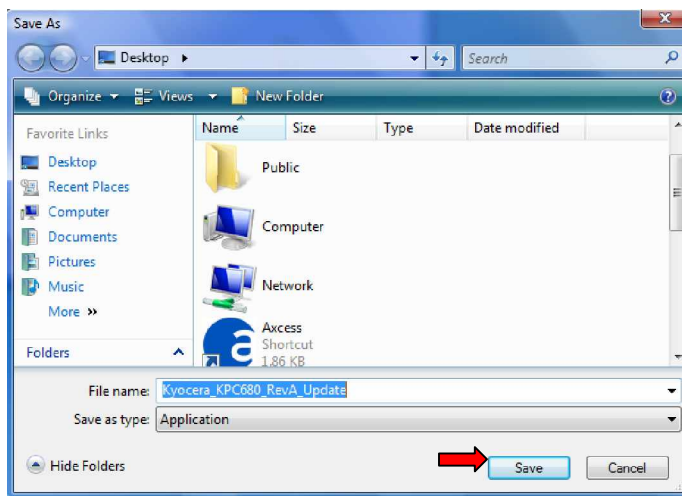 Save As
Desktop
Search
Organize Views New Folder
Favorite Links
Desktop
Recent Places
Computer
Documents
Pictures
Music
More »
Folders
Name Size Type Date modified
Public
Computer
Network
Axcess
Shortcut
1.86 KB
File name: Kyocera_KPC680_RevA_Update
Save as type: Application
Hide Folders Save Cancel